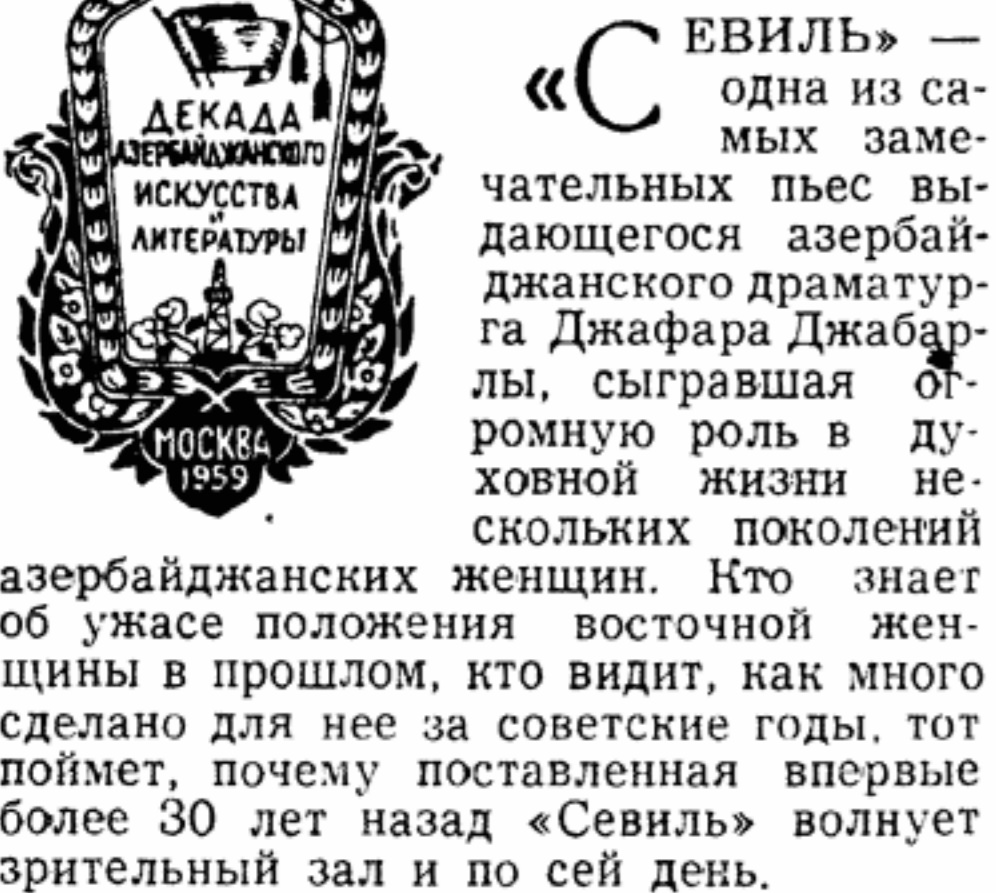 ДЕКАДА
АЗЕРБАЙДЖАНСКОГО
ИСКУССТВА
И
ЛИТЕРАТУРЫ
МОСКВА
1959
«СЕВИЛЬ» —
одна из са-
мых заме-
чательных пьес вы-
дающегося азербай-
джанского драматур-
га Джафара Джабар-
лы, сыгравшая ог-
ромную роль в ду-
ховной жизни не-
скольких поколений
азербайджанских женщин. Кто знает
об ужасе положения восточной жен-
щины в прошлом, кто видит, как много
сделано для нее за советские годы, тот
поймет, почему поставленная впервые
более 30 лет назад «Севиль» волнует
зрительный зал и по сей день.